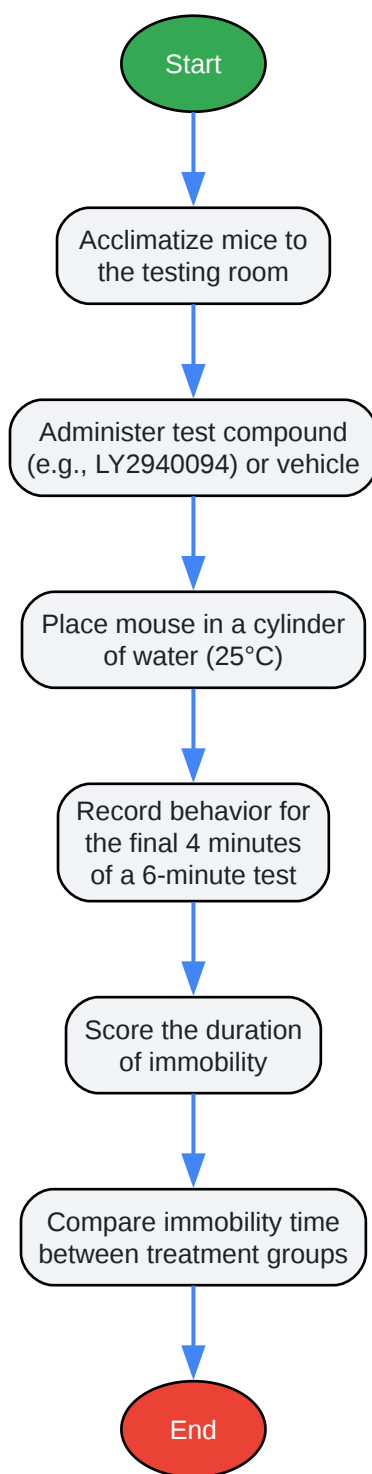 Start
Acclimatize mice to
the testing room
Administer test compound
(e.g., LY2940094) or vehicle
Place mouse in a cylinder
of water (25°C)
Record behavior for
the final 4 minutes
of a 6-minute test
Score the duration
of immobility
Compare immobility time
between treatment groups
End